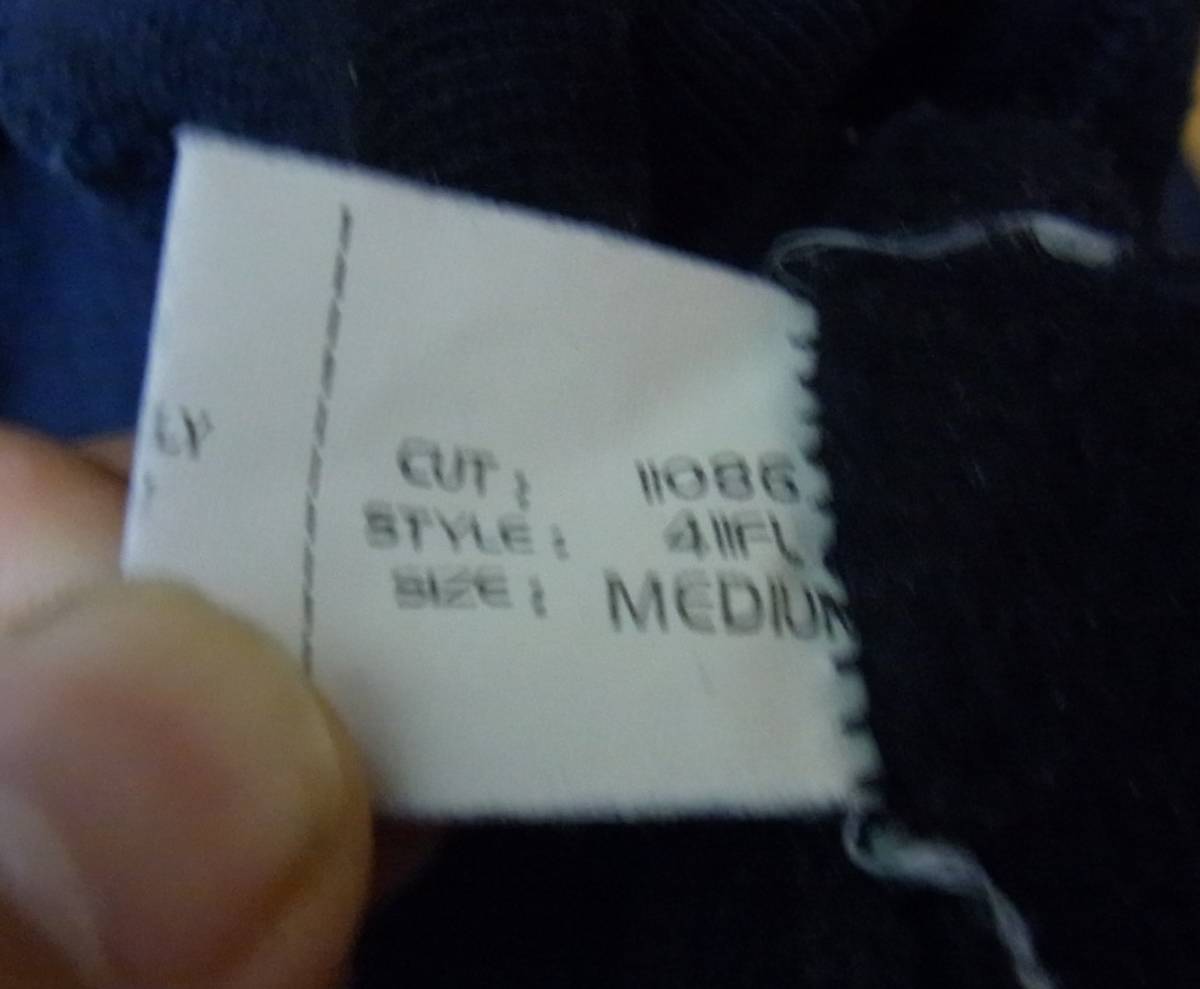 CUT: 11086
STYLE: 411FL
SIZE: MEDIUM